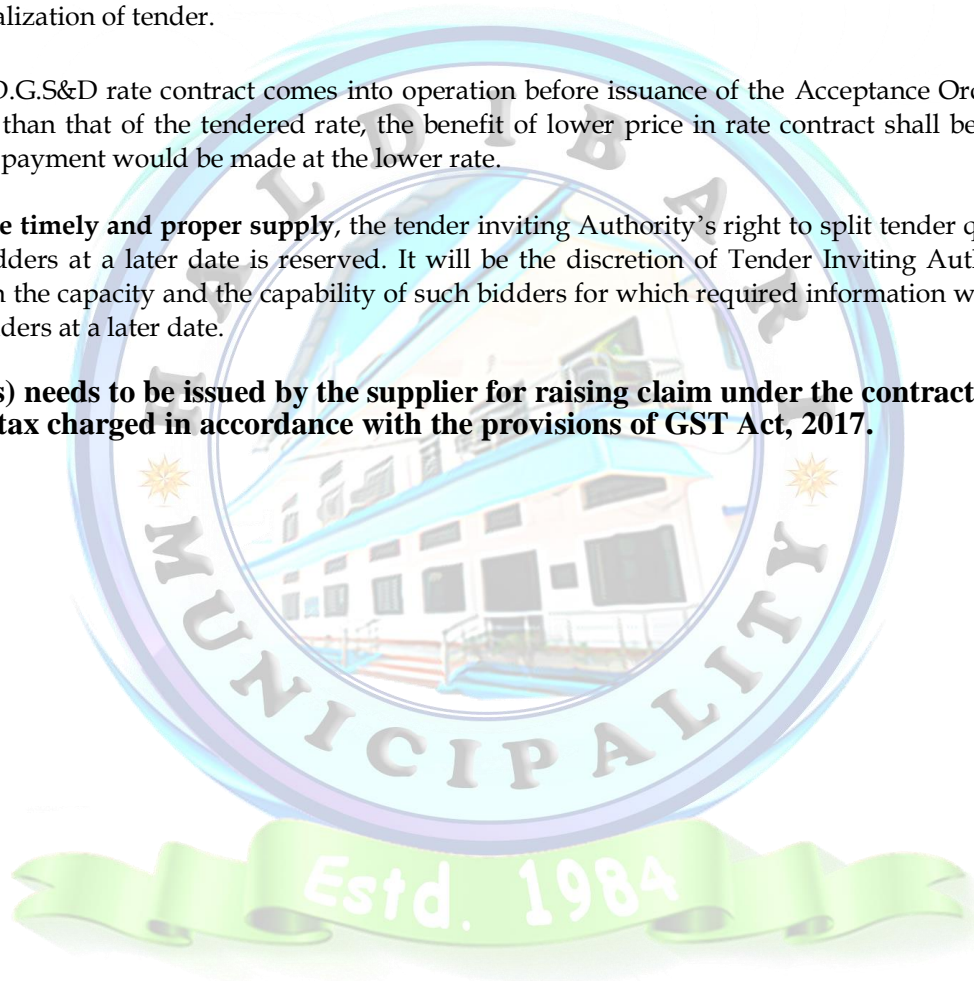 alization of tender.
D.G.S&D rate contract comes into operation before issuance of the Acceptance Ord
than that of the tendered rate, the benefit of lower price in rate contract shall be
payment would be made at the lower rate.
e timely and proper supply, the tender inviting Authority’s right to split tender q
dders at a later date is reserved. It will be the discretion of Tender Inviting Auth
n the capacity and the capability of such bidders for which required information w
ders at a later date.
s) needs to be issued by the supplier for raising claim under the contract
tax charged in accordance with the provisions of GST Act, 2017.
HALDYBARI
MUNICIPALITY
Estd. 1984